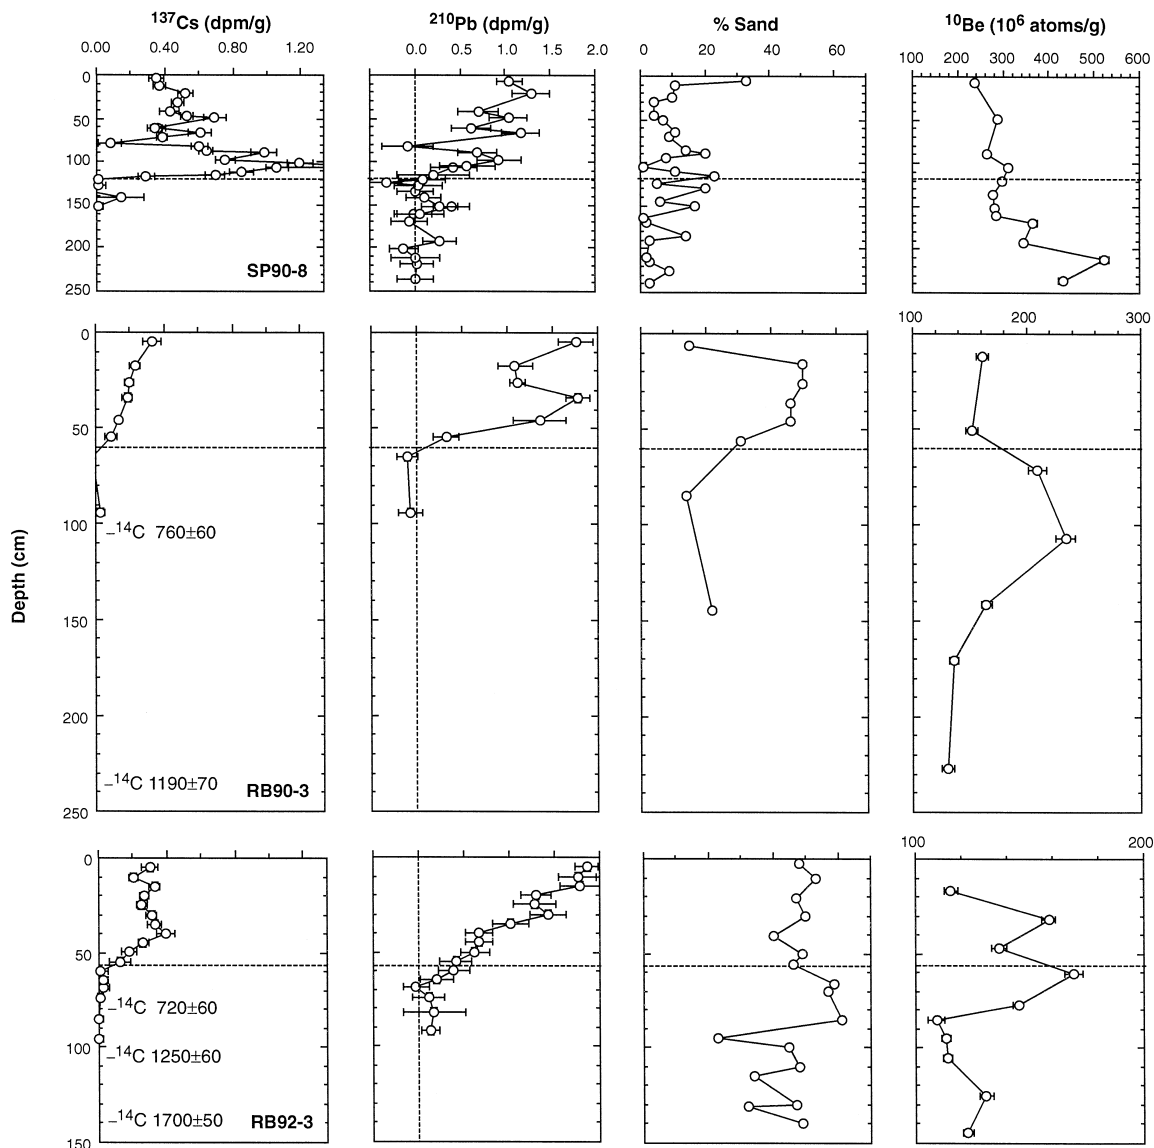 137Cs (dpm/g) 210Pb (dpm/g) % Sand 10Be (10^6 atoms/g)
0.00 0.40 0.80 1.20 0.0 0.5 1.0 1.5 2.0 0 20 40 60 100 200 300 400 500 600
0
50
100
150
200
250
SP90-8
100 200 300
0
50
100
150
200
250
–14C 760±60
–14C 1190±70 RB90-3
Depth (cm)
100 200
0
50
100
150
–14C 720±60
–14C 1250±60
–14C 1700±50 RB92-3